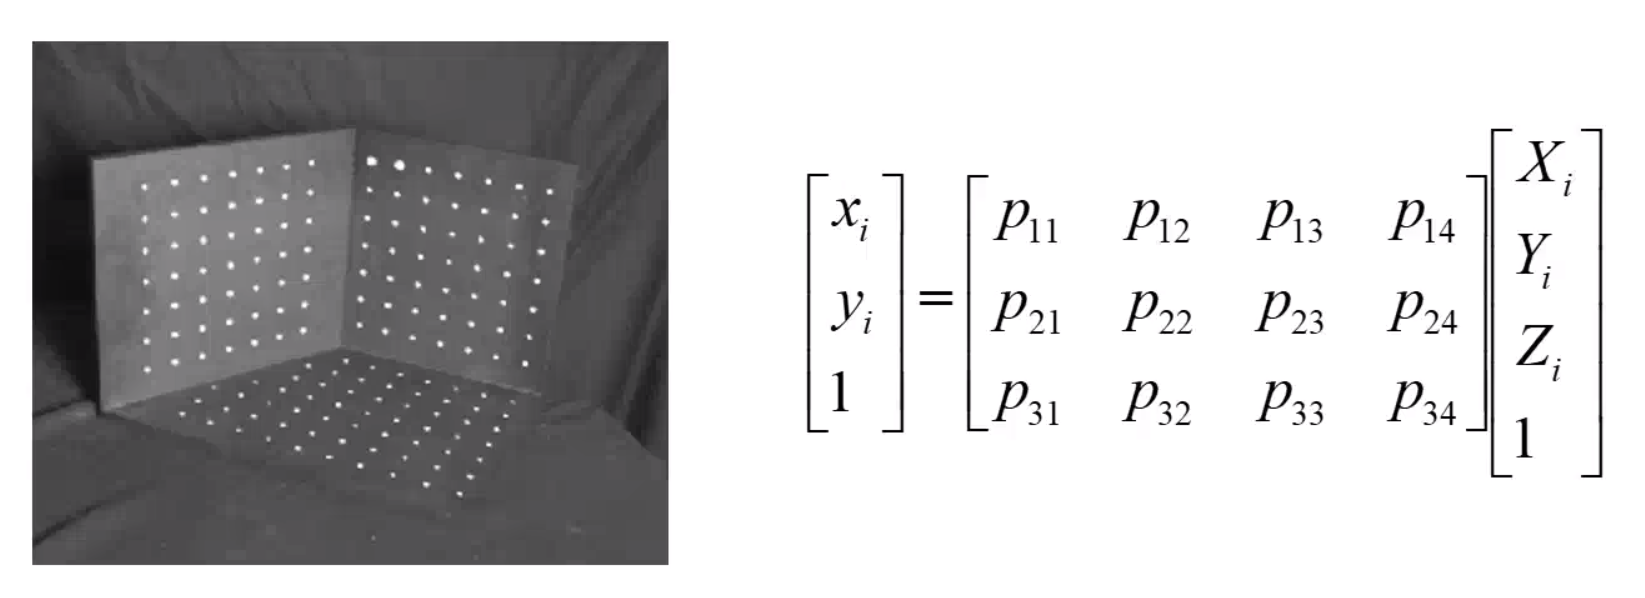 [x_i y_i 1] = [p_11 p_12 p_13 p_14
p_21 p_22 p_23 p_24
p_31 p_32 p_33 p_34] [X_i Y_i Z_i 1]